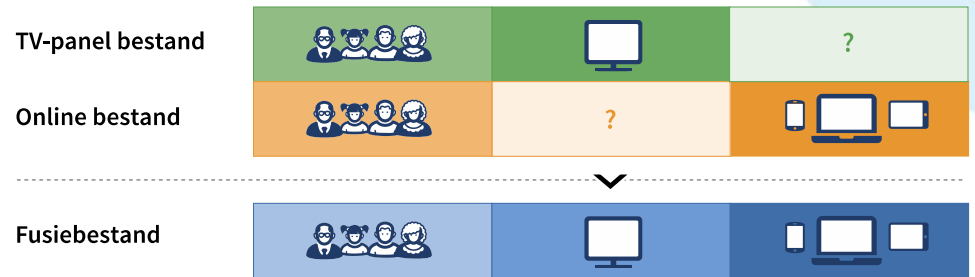 TV-panel bestand
?
Online bestand
?
Fusiebestand